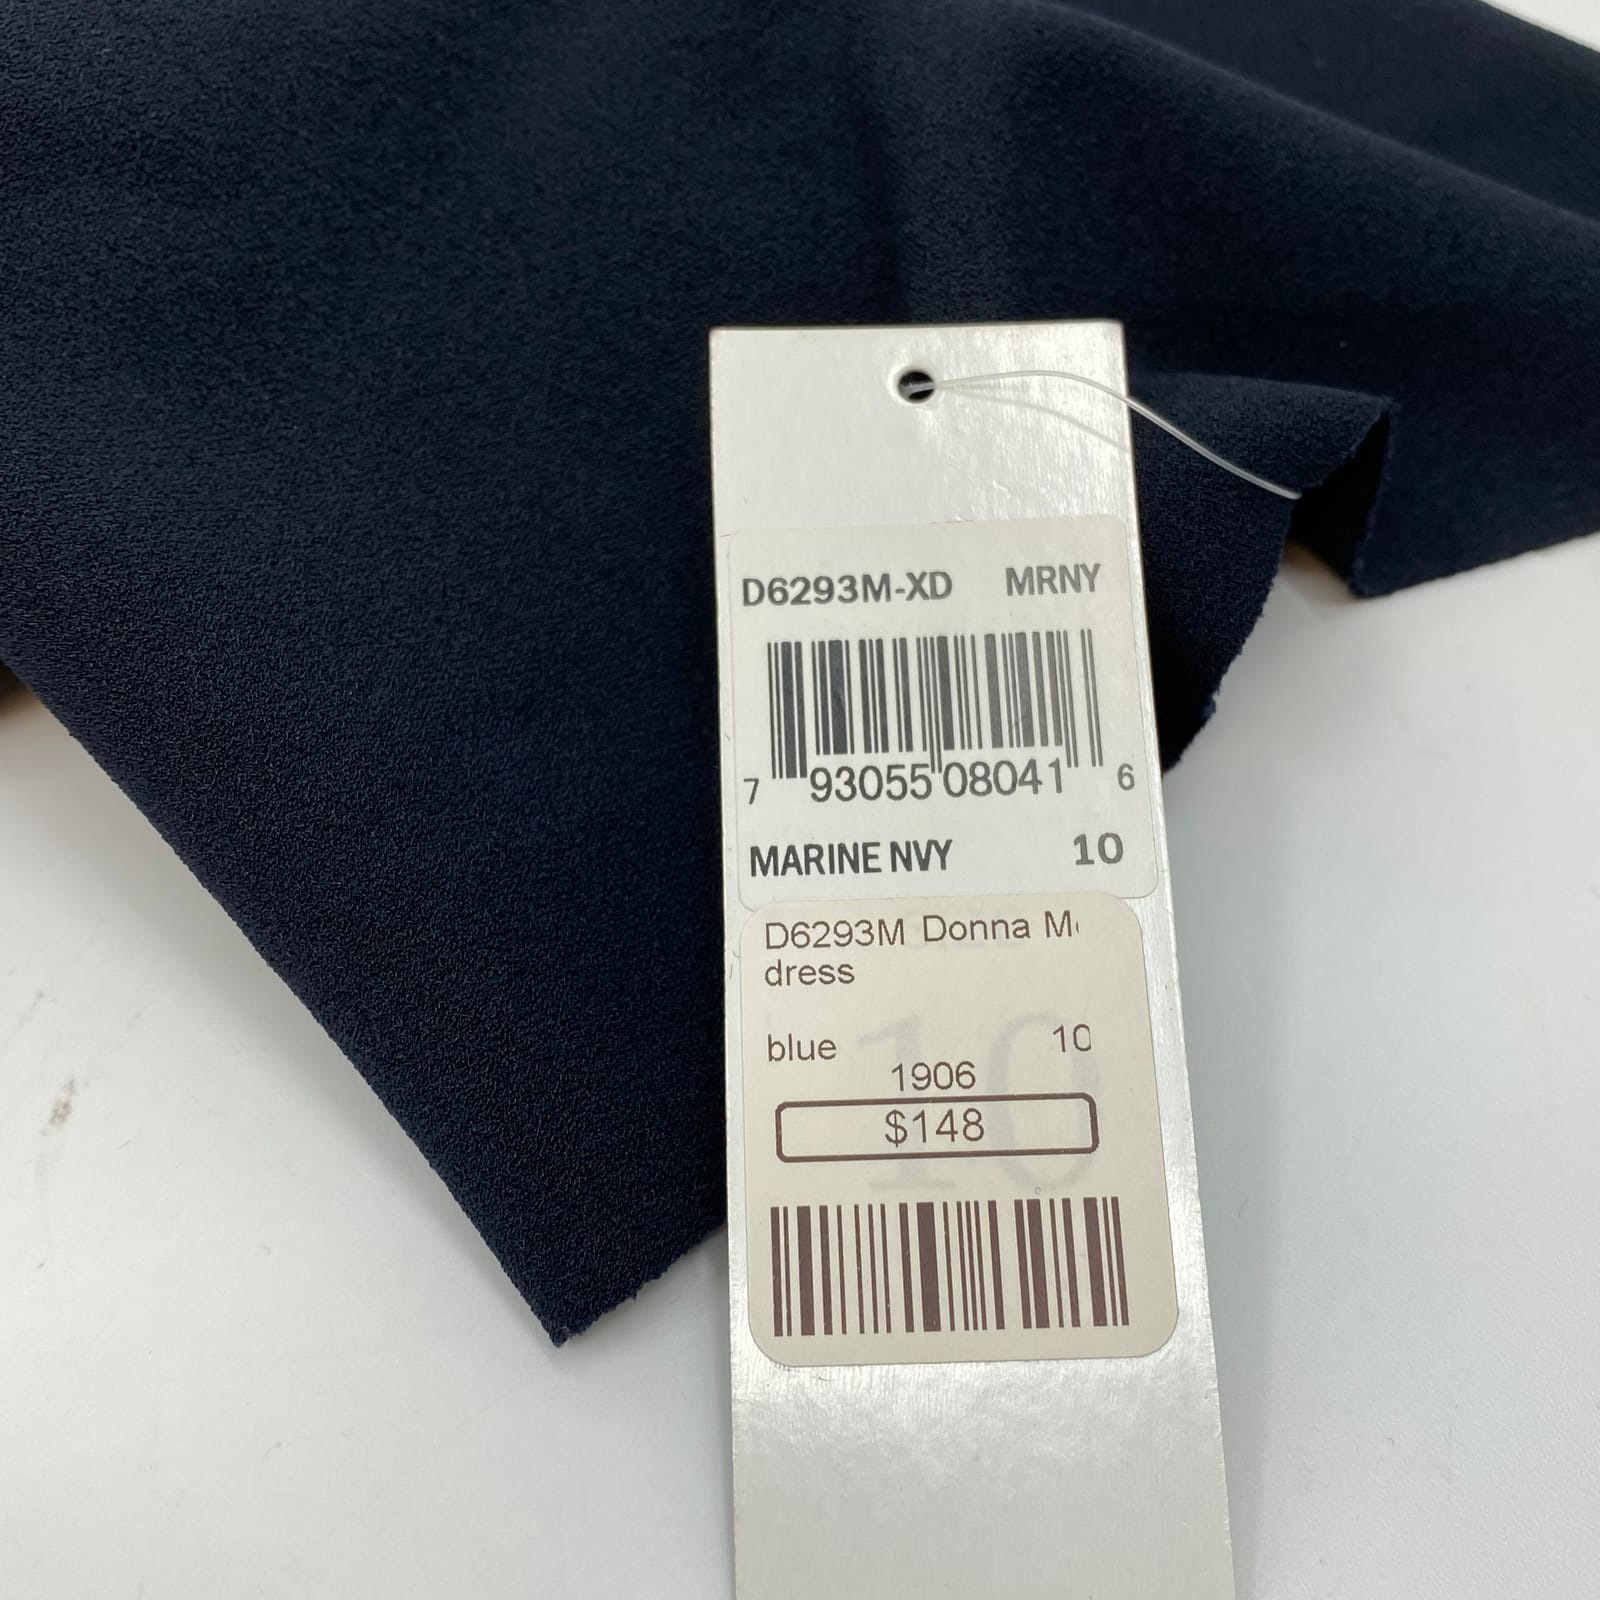 D6293M-XD MRNY
7 93055 08041 6
MARINE NVY 10
D6293M Donna
dress
blue 10
1906
$148